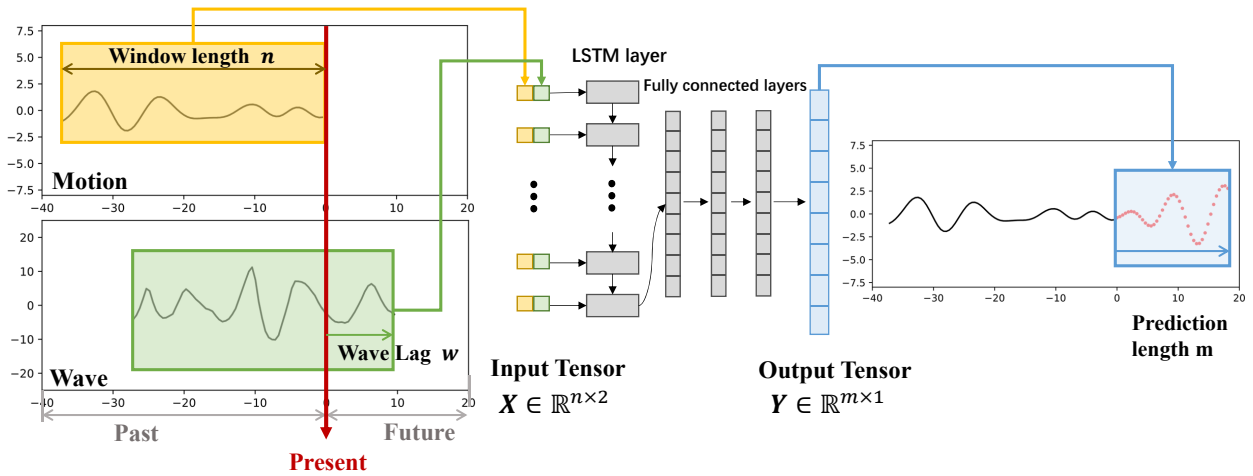 7.5
5.0
2.5
0.0
−2.5
−5.0
−7.5
Window length n
Motion
−40 −30 −20 −10 0 10 20
20
10
0
−10
−20
Wave Lag w
Wave
−40 −30 −20 −10 0 10 20
Past
Future
Present
LSTM layer
Fully connected layers
Input Tensor
X ∈ ℝⁿˣ²
Output Tensor
Y ∈ ℝᵐˣ¹
7.5
5.0
2.5
0.0
−2.5
−5.0
−7.5
−40 −30 −20 −10 0 10 20
Prediction
length m